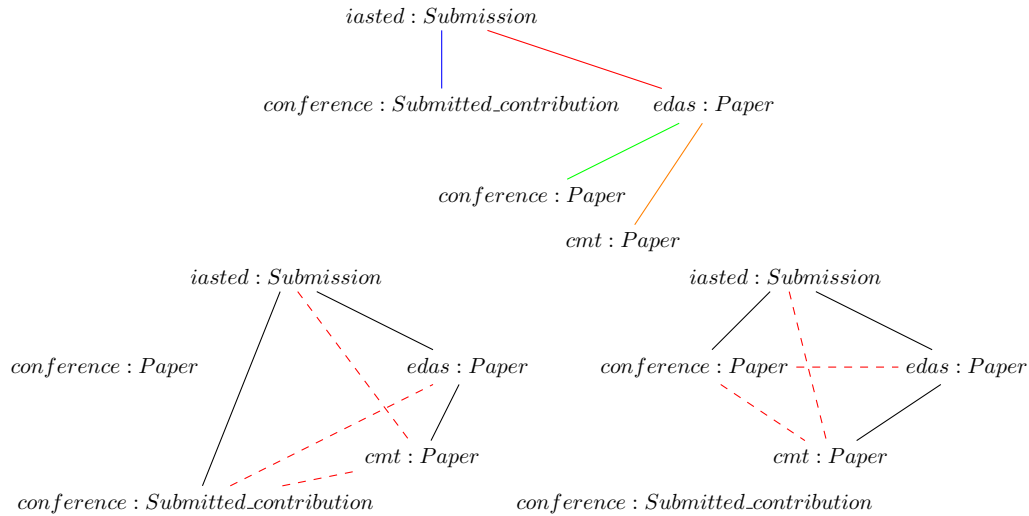 iasted : Submission
conference : Submitted_contribution edas : Paper
conference : Paper
cmt : Paper
iasted : Submission iasted : Submission
conference : Paper edas : Paper conference : Paper edas : Paper
cmt : Paper cmt : Paper
conference : Submitted_contribution conference : Submitted_contribution